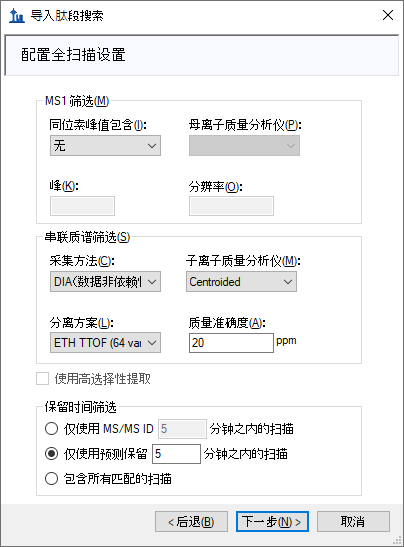 导入肽段搜索
配置全扫描设置
MS1 筛选(M)
同位素峰值包含(I): 母离子质量分析仪(P):
无
峰(K): 分辨率(O):
串联质谱筛选(S)
采集方法(C): 子离子质量分析仪(M):
DIA(数据非依赖 Centroided
分离方案(L): 质量准确度(A):
ETH TTOF (64 var 20 ppm
使用高选择性提取
保留时间筛选
仅使用 MS/MS ID 5 分钟之内的扫描
仅使用预测保留 5 分钟之内的扫描
包含所有匹配的扫描
< 后退(B) 下一步(N) > 取消